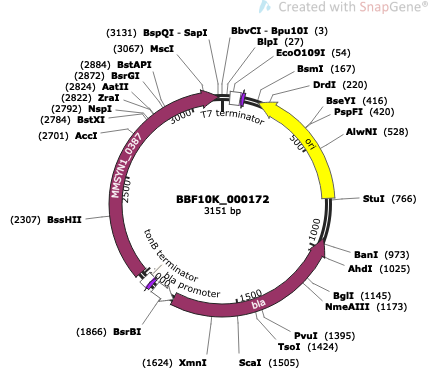 Created with SnapGene®
(3131) BspQI - SapI
(3067) MscI
(2884) BstAPI
(2872) BsrGI
(2824) AatII
(2822) ZraI
(2792) NspI
(2784) BstXI
(2701) AccI
(2307) BssHII
(1866) BsrBI
(1624) XmnI
BbvCI - Bpu10I (3)
BlpI (27)
EcoO109I (54)
BsmI (167)
DrdI (220)
BseYI (416)
PspFI (420)
AlwNI (528)
StuI (766)
BanI (973)
AhdI (1025)
BglI (1145)
NmeAIII (1173)
PvuI (1395)
TsoI (1424)
ScaI (1505)
T7 terminator
ori
500
1000
1500
2500
3000
MMSYN1_0387
BBF10K_000172
3151 bp
tonB terminator
bla promoter
bla